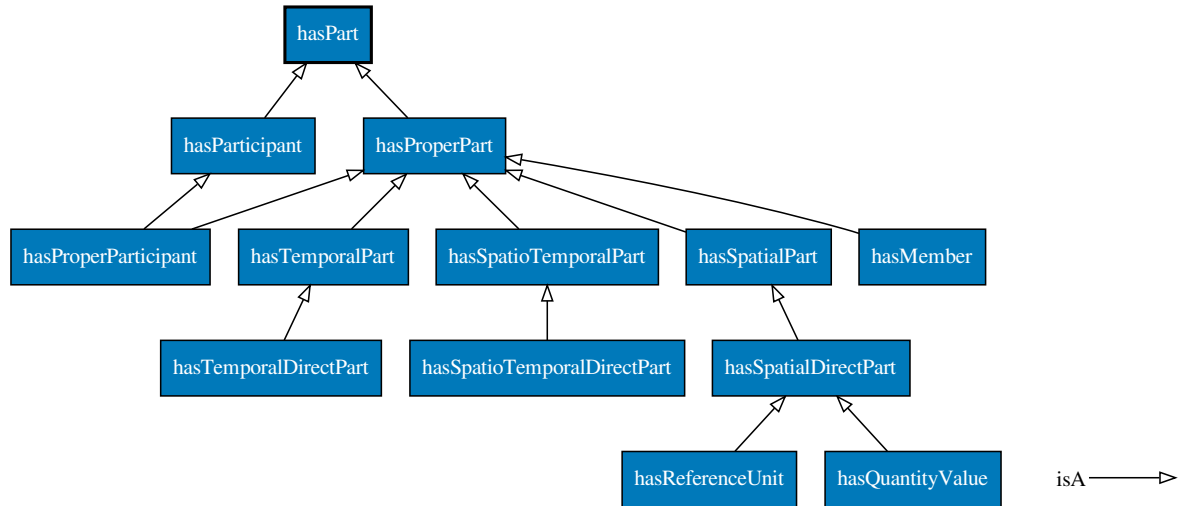 hasPart
hasParticipant
hasProperPart
hasProperParticipant
hasTemporalPart
hasSpatioTemporalPart
hasSpatialPart
hasMember
hasTemporalDirectPart
hasSpatioTemporalDirectPart
hasSpatialDirectPart
hasReferenceUnit
hasQuantityValue
isA